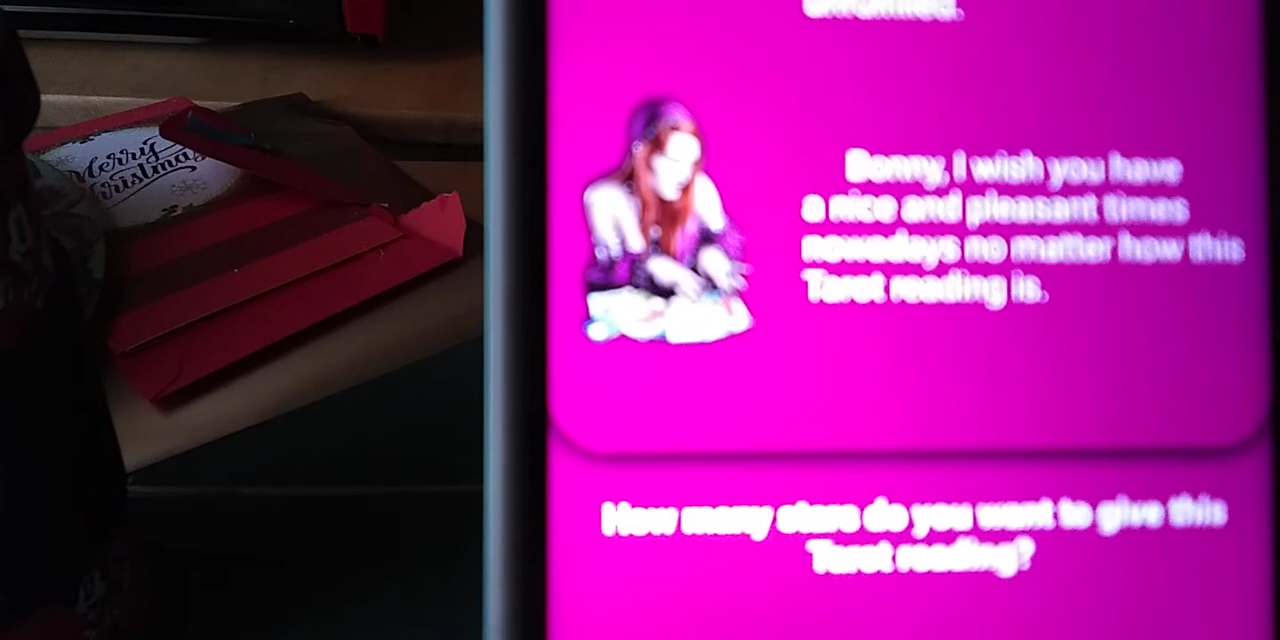 Merry
Christmas
Donny, I wish you have
a nice and pleasant times
nowadays no matter how this
Tarot reading is.
How many stars do you want to give this
Tarot reading?